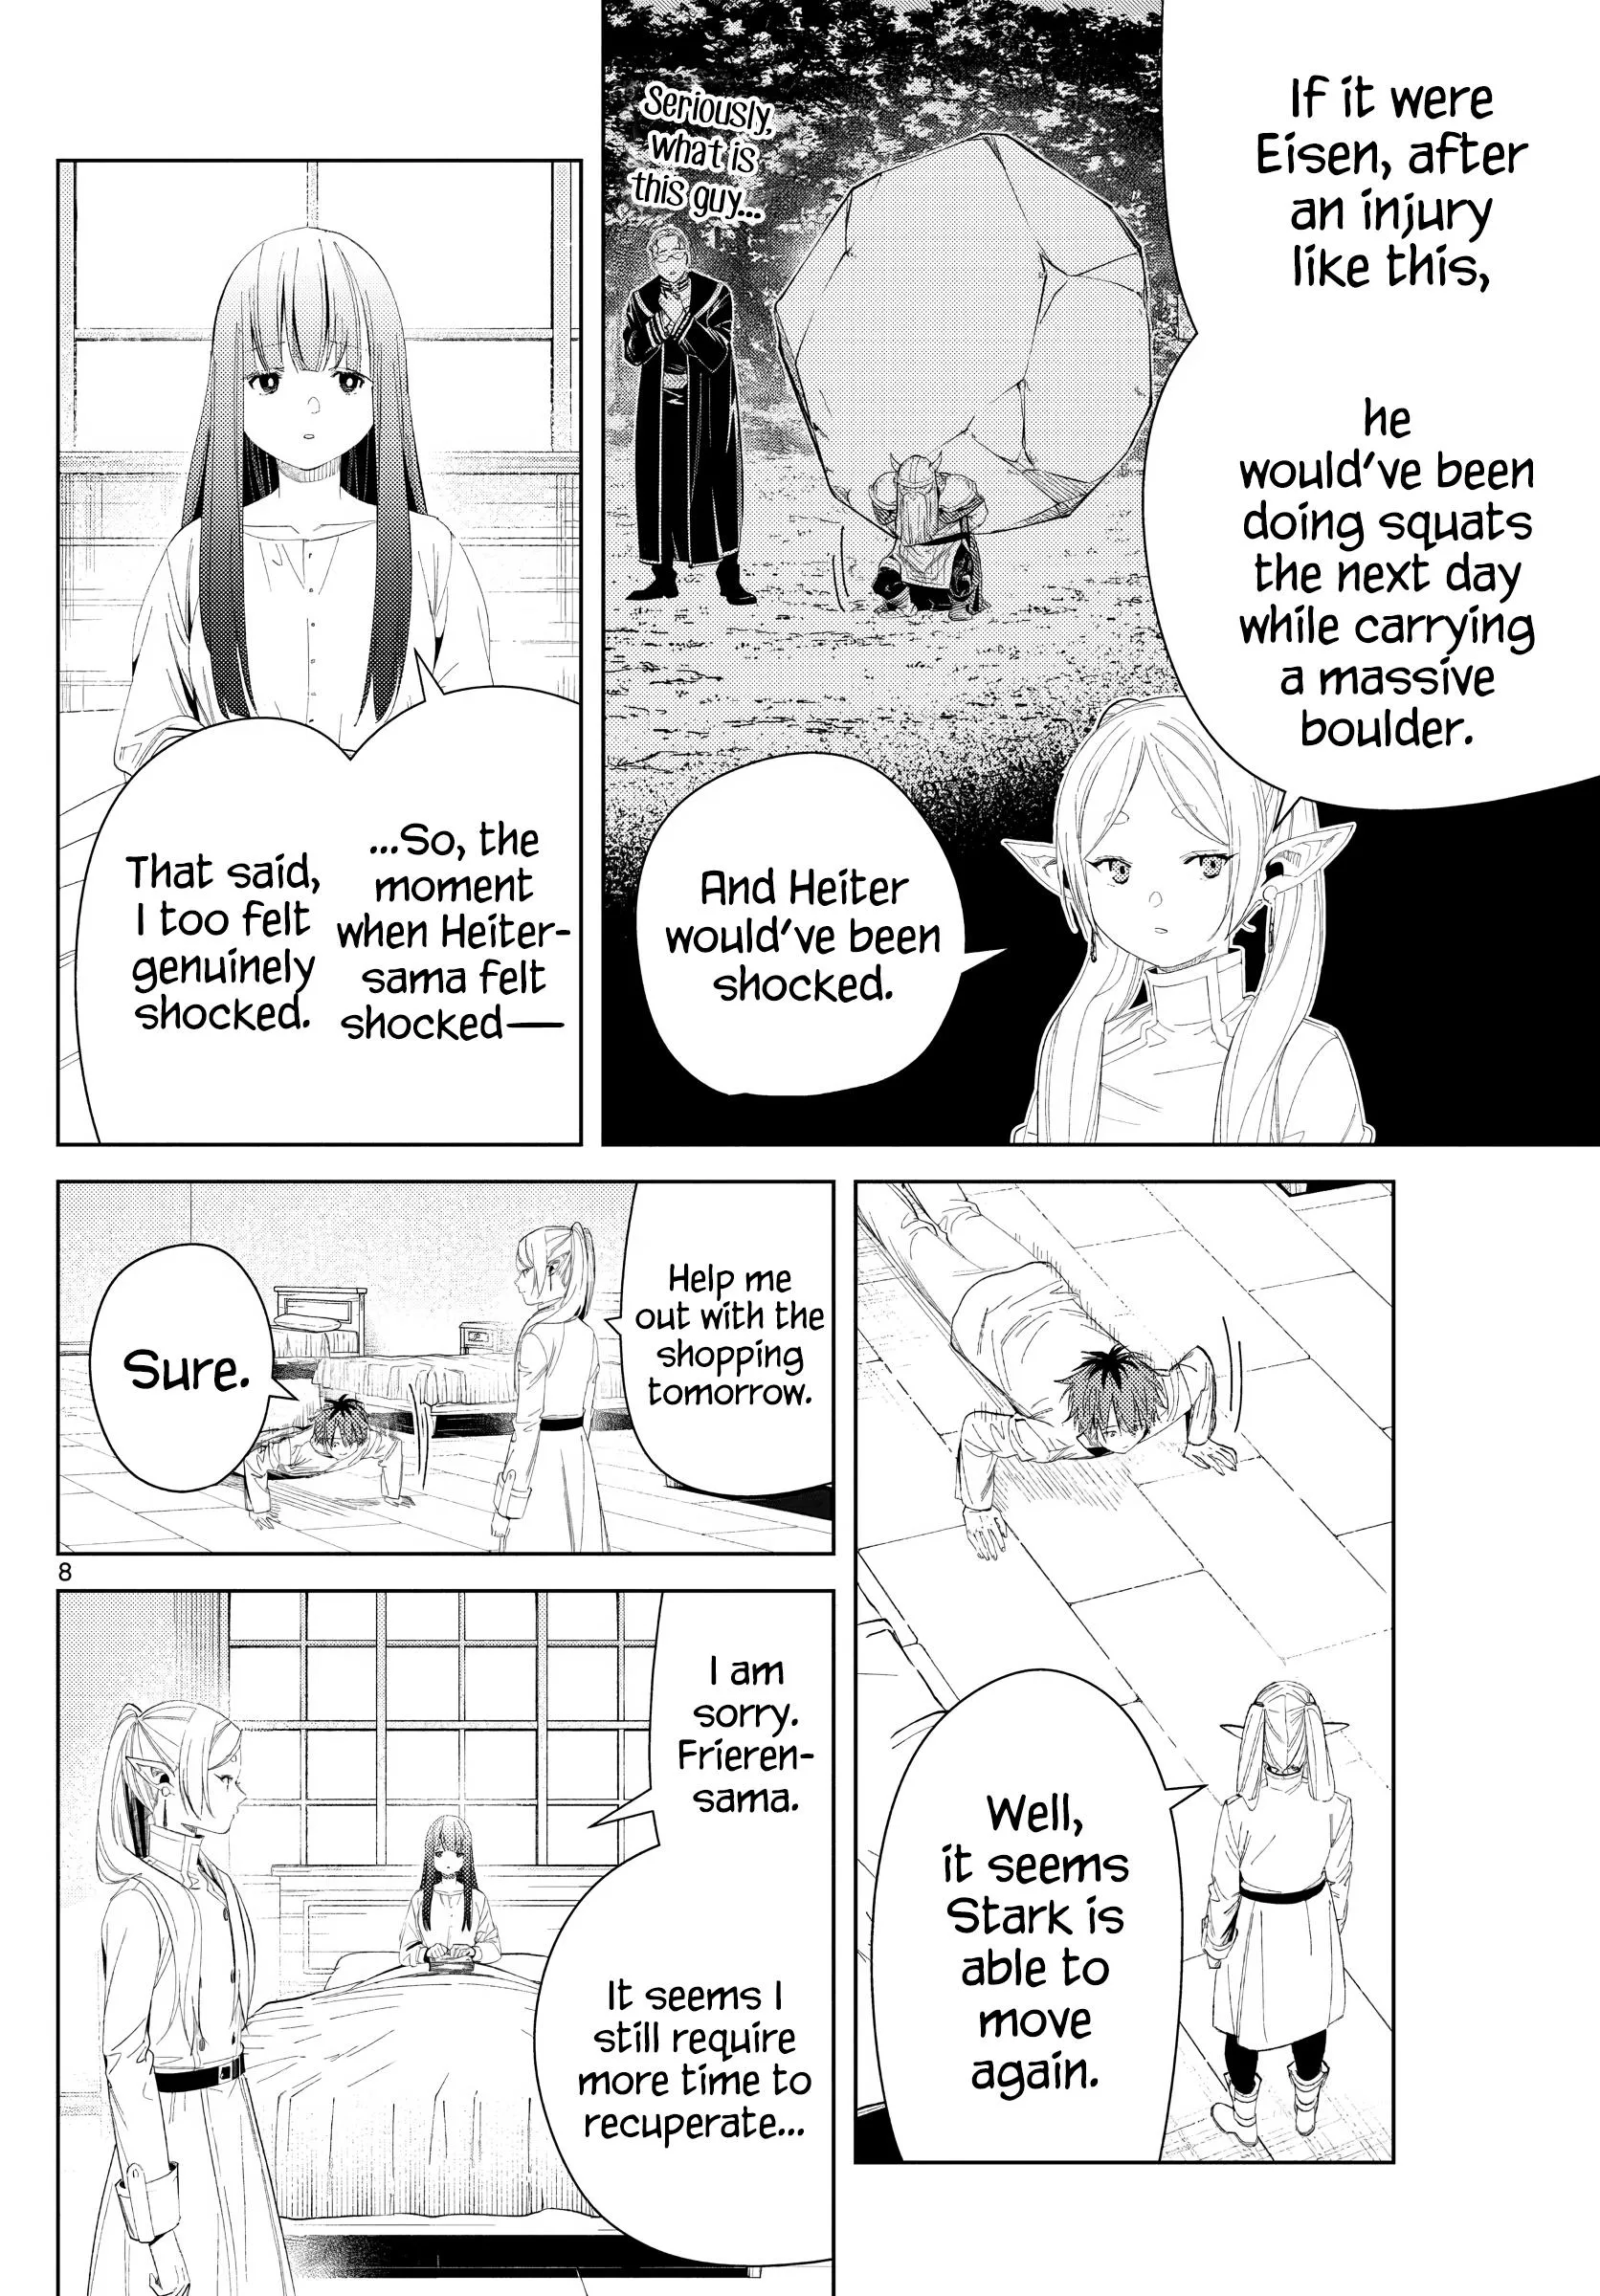 If it were
Eisen, after
an injury
like this,
he
would've been
doing squats
the next day
while carrying
a massive
boulder.
Seriously,
what is
this guy...
And Heiter
would've been
shocked.
...So, the
moment
when Heiter-
sama felt
shocked—
That said,
I too felt
genuinely
shocked.
Well,
it seems
Stark is
able to
move
again.
Help me
out with the
shopping
tomorrow.
Sure.
8
I am
sorry.
Frieren-
sama.
It seems I
still require
more time to
recuperate...